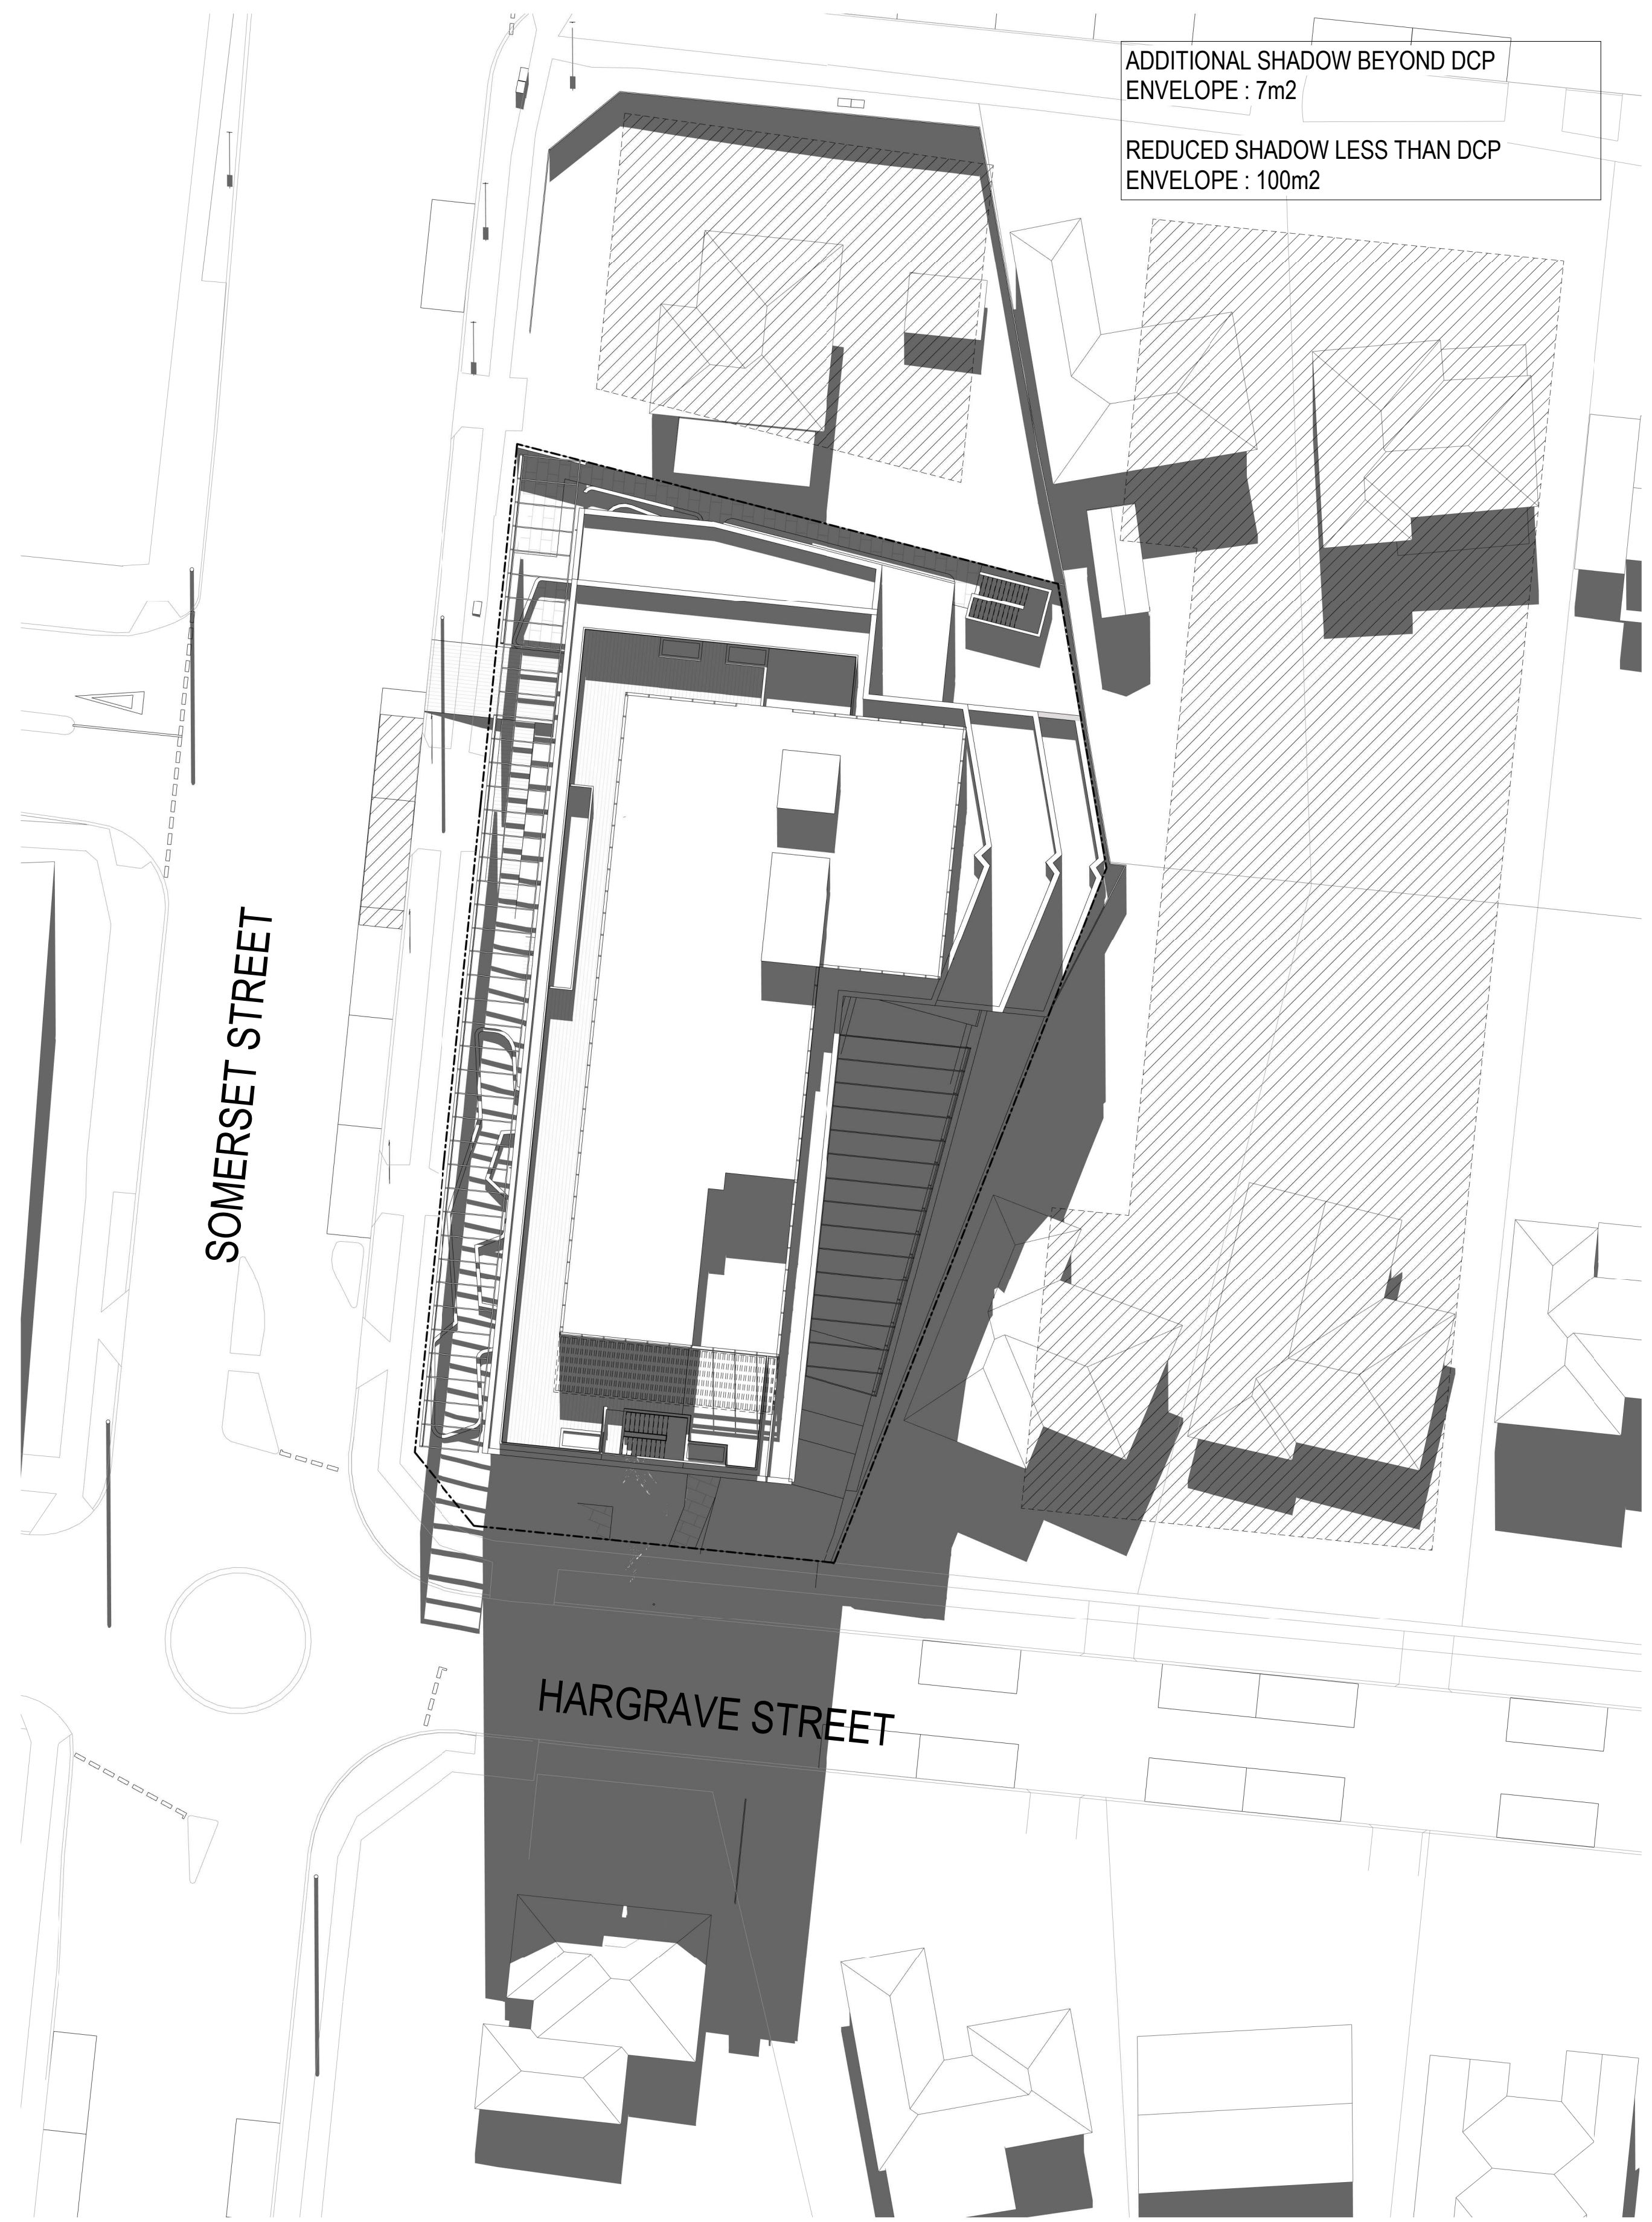 ADDITIONAL SHADOW BEYOND DCP
ENVELOPE : 7m2
REDUCED SHADOW LESS THAN DCP
ENVELOPE : 100m2
SOMERSET STREET
HARGRAVE STREET